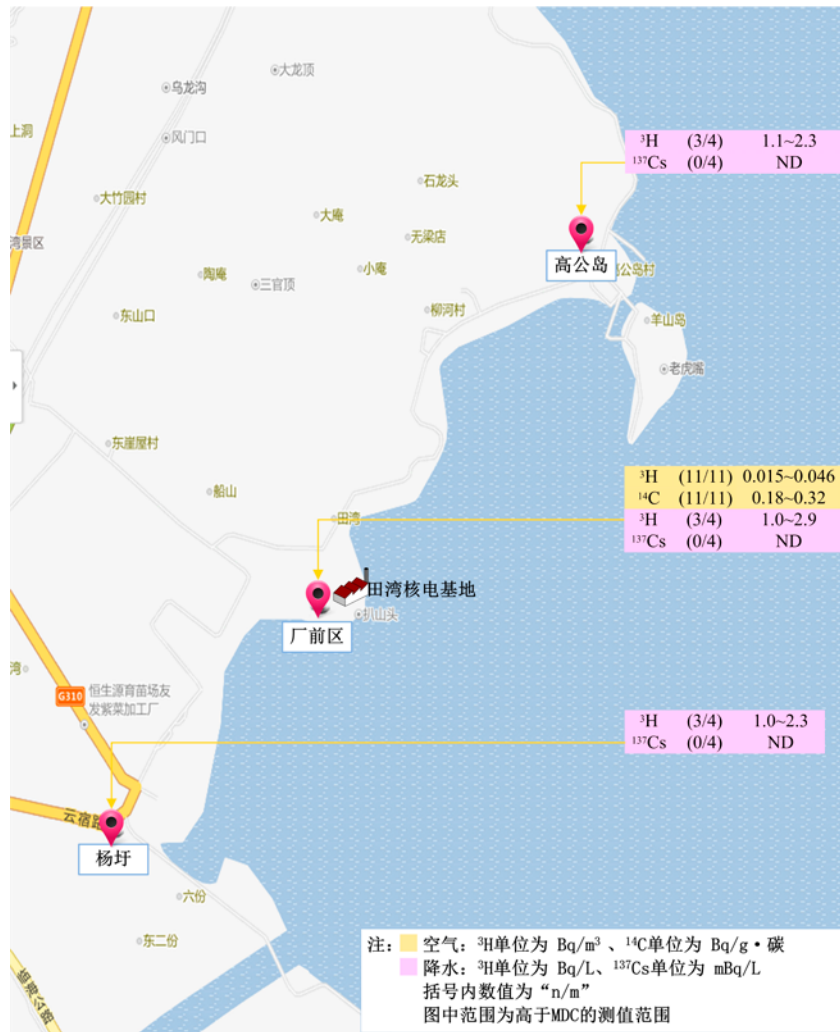 大龙顶
乌龙沟
上洞
风门口
³H (3/4) 1.1~2.3
¹³⁷Cs (0/4) ND
石龙头
大竹园村
大庵
无梁店
湾景区
小庵
陶庵
三官顶
高公岛
高公岛村
柳河村
东山口
羊山岛
老虎嘴
东崖屋村
³H (11/11) 0.015~0.046
¹⁴C (11/11) 0.18~0.32
船山
田湾
³H (3/4) 1.0~2.9
¹³⁷Cs (0/4) ND
田湾核电基地
扒山头
厂前区
湾
G310
恒生源育苗场友
发紫菜加工厂
³H (3/4) 1.0~2.3
¹³⁷Cs (0/4) ND
云宿路
杨圩
六份
东二份
注: 空气: ³H单位为 Bq/m³ 、¹⁴C单位为 Bq/g·碳
降水: ³H单位为 Bq/L、¹³⁷Cs单位为 mBq/L
括号内数值为“n/m”
图中范围为高于MDC的测值范围